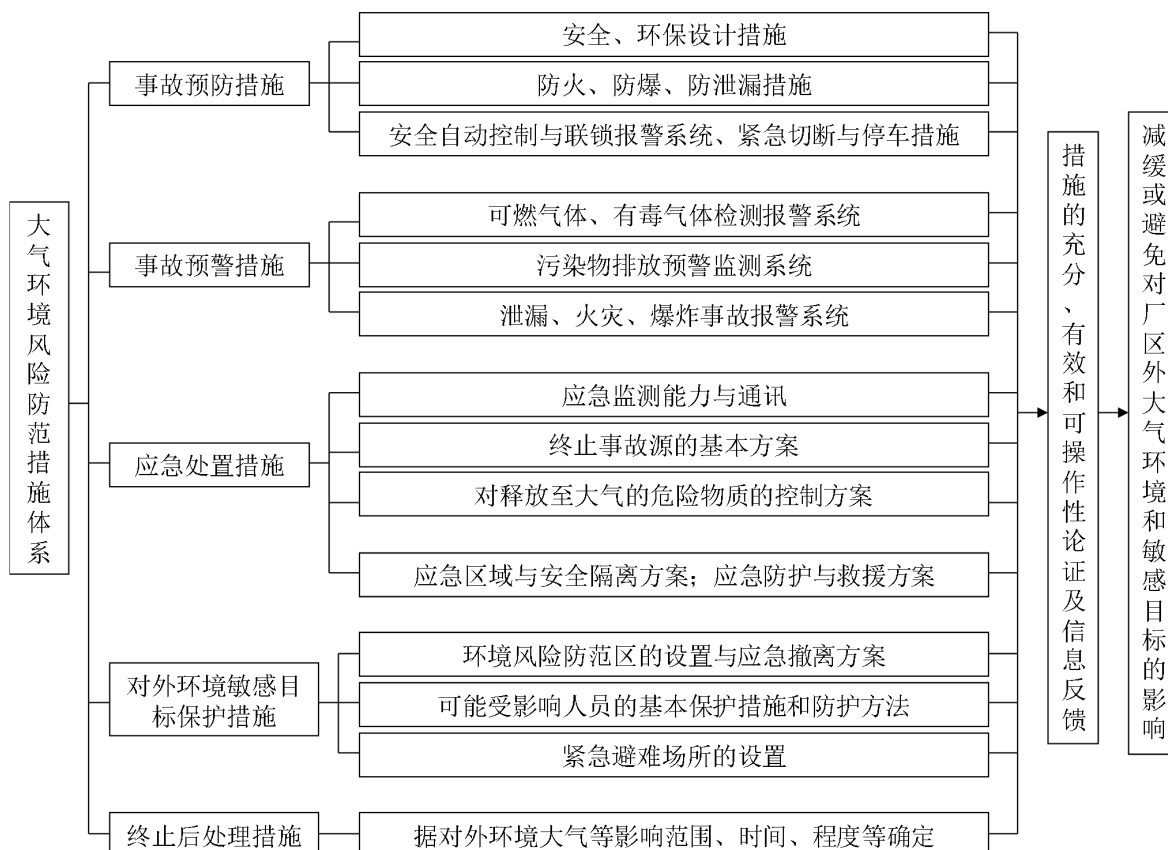 大气环境风险防范措施体系
事故预防措施
安全、环保设计措施
防火、防爆、防泄漏措施
安全自动控制与联锁报警系统、紧急切断与停车措施
事故预警措施
可燃气体、有毒气体检测报警系统
污染物排放预警监测系统
泄漏、火灾、爆炸事故报警系统
应急处置措施
应急监测能力与通讯
终止事故源的基本方案
对释放至大气的危险物质的控制方案
应急区域与安全隔离方案；应急防护与救援方案
对外环境敏感目
标保护措施
环境风险防范区的设置与应急撤离方案
可能受影响人员的基本保护措施和防护方法
紧急避难场所的设置
终止后处理措施
据对外环境大气等影响范围、时间、程度等确定
措施的充分、有效和可操作性论证及信息反馈
减缓或避免对厂区外大气环境和敏感目标的影响